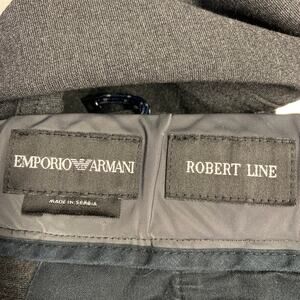 EMPORIO ARMANI
ROBERT LINE
MADE IN SERBIA